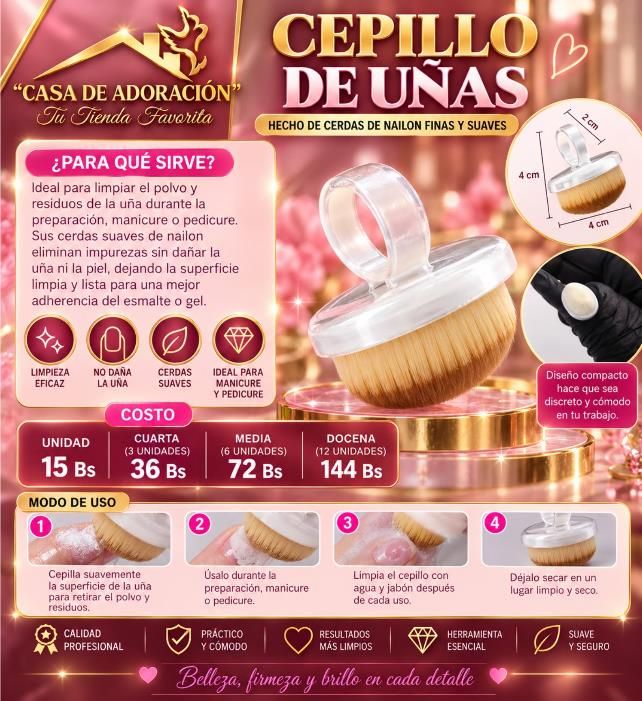 "CASA DE ADORACIÓN"
Tu Tienda Favorita
CEPILLO
DE UÑAS
HECHO DE CERDAS DE NAILON FINAS Y SUAVES
¿PARA QUÉ SIRVE?
Ideal para limpiar el polvo y
residuos de la uña durante la
preparación, manicure o pedicure.
Sus cerdas suaves de nailon
eliminan impurezas sin dañar la
uña ni la piel, dejando la superficie
limpia y lista para una mejor
adherencia del esmalte o gel.
LIMPIEZA
EFICAZ
NO DAÑA
LA UÑA
CERDAS
SUAVES
IDEAL PARA
MANICURE
Y PEDICURE
2 cm
4 cm
4 cm
Diseño compacto
hace que sea
discreto y cómodo
en tu trabajo.
COSTO
UNIDAD
15 Bs
CUARTA
(3 UNIDADES)
36 Bs
MEDIA
(6 UNIDADES)
72 Bs
DOCENA
(12 UNIDADES)
144 Bs
MODO DE USO
1
Cepilla suavemente
la superficie de la uña
para retirar el polvo y
residuos.
2
Úsalo durante la
preparación, manicure
o pedicure.
3
Limpia el cepillo con
agua y jabón después
de cada uso.
4
Déjalo secar en un
lugar limpio y seco.
CALIDAD
PROFESIONAL
PRÁCTICO
Y CÓMODO
RESULTADOS
MÁS LIMPIOS
HERRAMIENTA
ESENCIAL
SUAVE
Y SEGURO
Belleza, firmeza y brillo en cada detalle